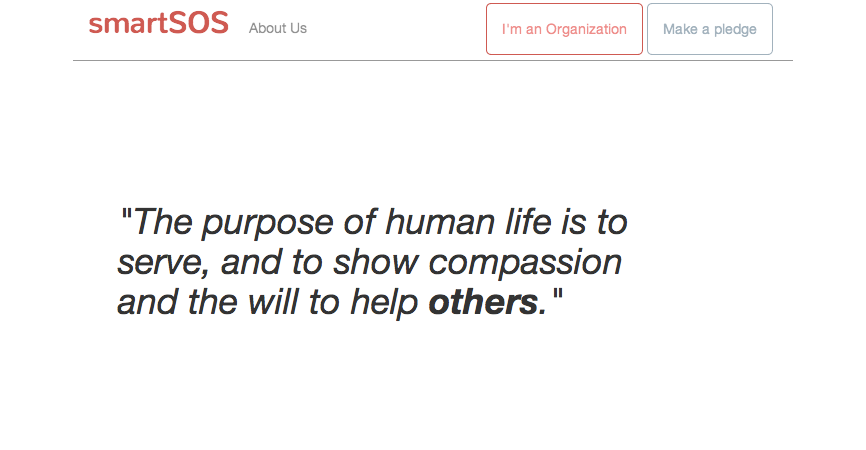 smartSOS About Us I'm an Organization Make a pledge
"The purpose of human life is to
serve, and to show compassion
and the will to help others."